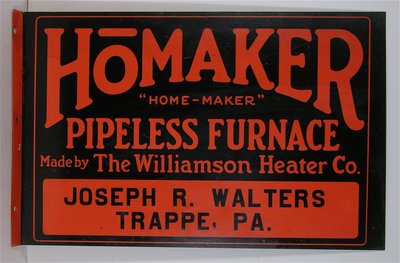 HōMAKER
"HOME-MAKER"
PIPELESS FURNACE
Made by The Williamson Heater Co.
JOSEPH R. WALTERS
TRAPPE, PA.